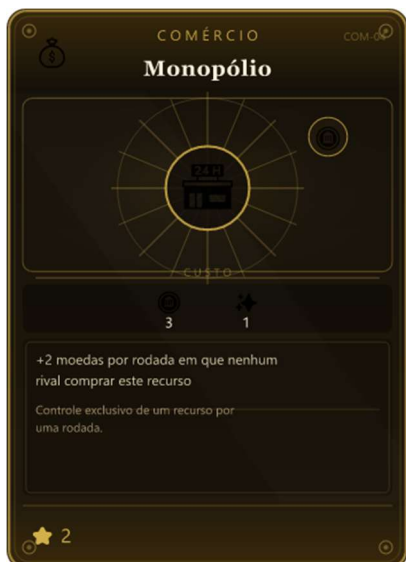 COMÉRCIO
Monopólio
24 H
CUSTO
3 1
+2 moedas por rodada em que nenhum
rival comprar este recurso
Controle exclusivo de um recurso por
uma rodada.
2